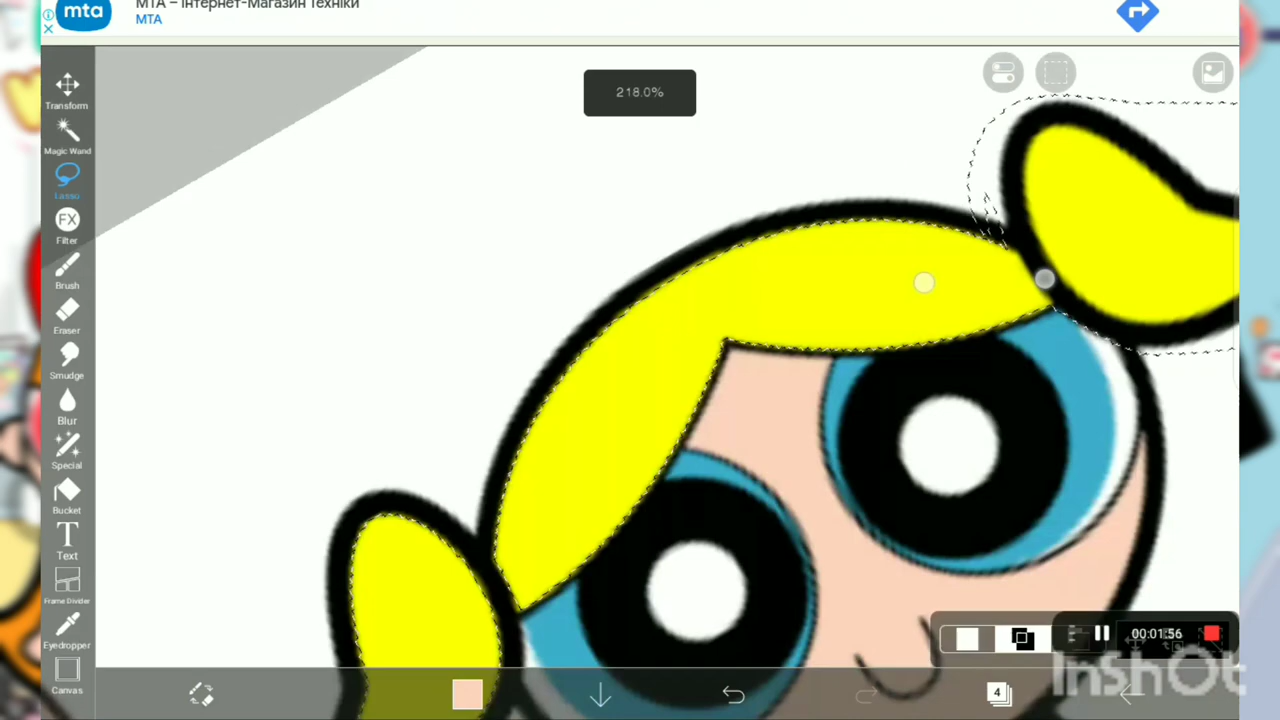 mta
МТА – Інтернет-Магазин Техніки
МТА
218.0%
Transform
Magic Wand
Lasso
FX
Filter
Brush
Eraser
Smudge
Blur
Special
Bucket
T
Text
Frame Divider
Eyedropper
Canvas
00:01:56
4
InShOt